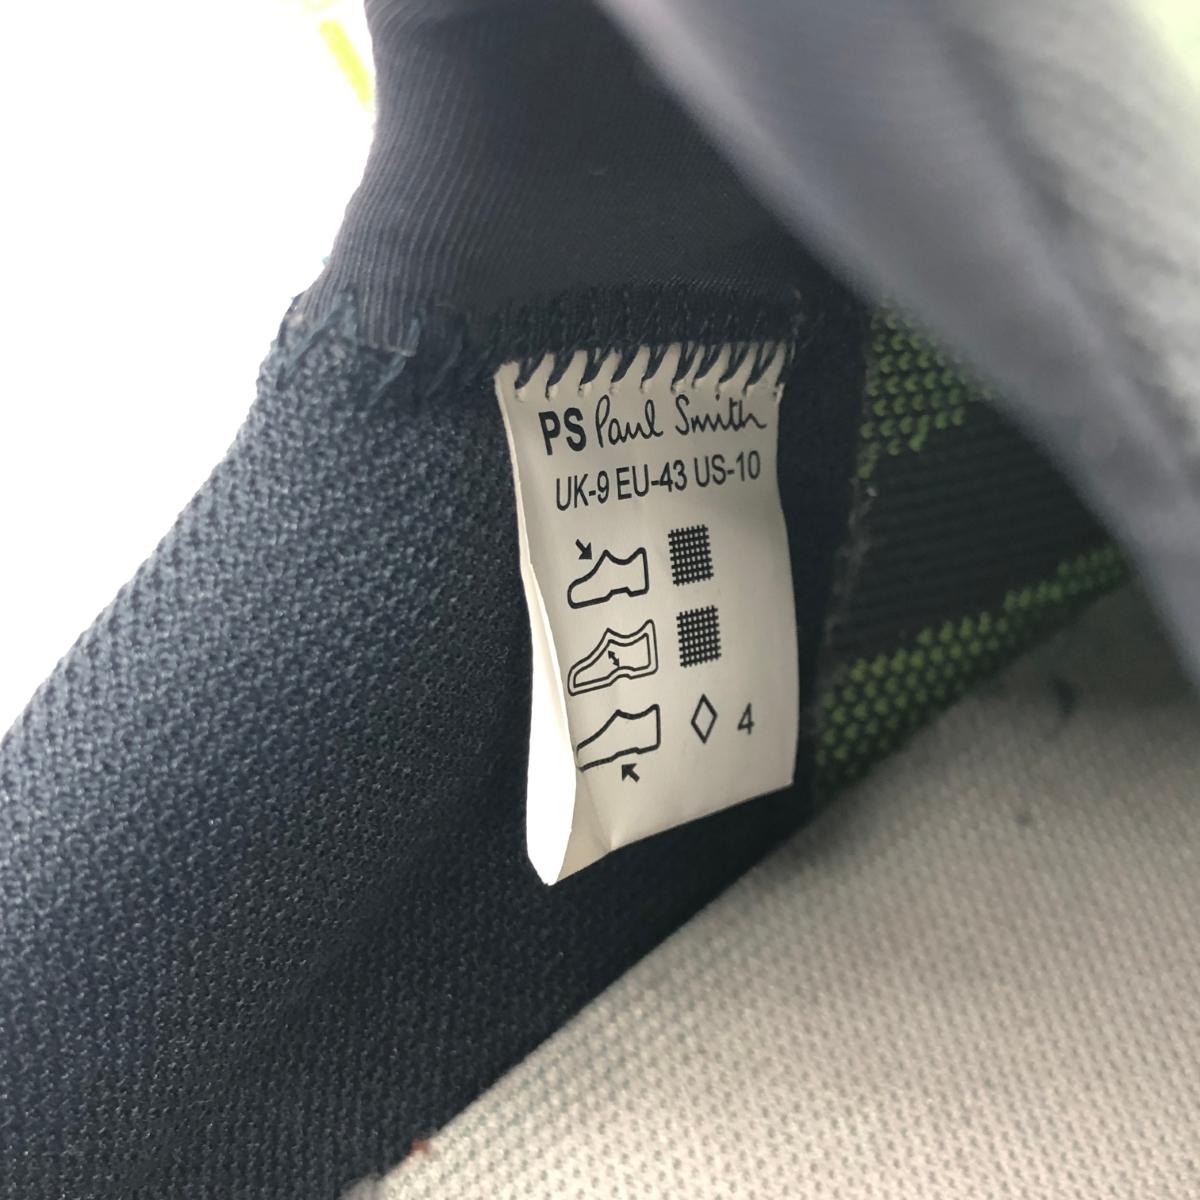 PS Paul Smith
UK-9 EU-43 US-10
4